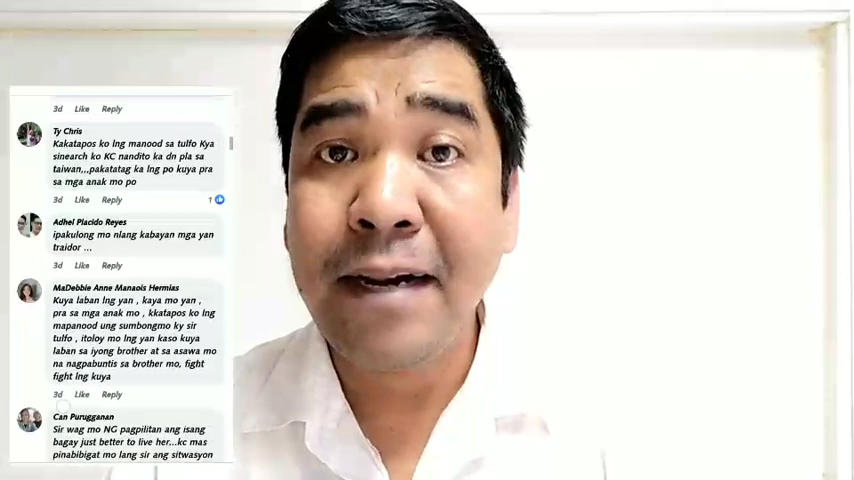 3d Like Reply
Ty Chris
Kakatapos ko lng manood sa tulfo Kya
sinearch ko KC nandito ka dn pla sa
taiwan,,,pakatatag ka lng po kuya pra
sa mga anak mo po
3d Like Reply 1
Adhel Placido Reyes
ipakulong mo nlang kabayan mga yan
traidor ...
3d Like Reply
MaDebbie Anne Manaois Hermias
Kuya laban lng yan , kaya mo yan ,
pra sa mga anak mo , kkatapos ko lng
mapanood ung sumbongmo ky sir
tulfo , itoloy mo lng yan kaso kuya
laban sa iyong brother at sa asawa mo
na nagpabuntis sa brother mo, fight
fight lng kuya
3d Like Reply
Can Purugganan
Sir wag mo NG pagpilitan ang isang
bagay just better to live her...kc mas
pinabibigat mo lang sir ang sitwasyon